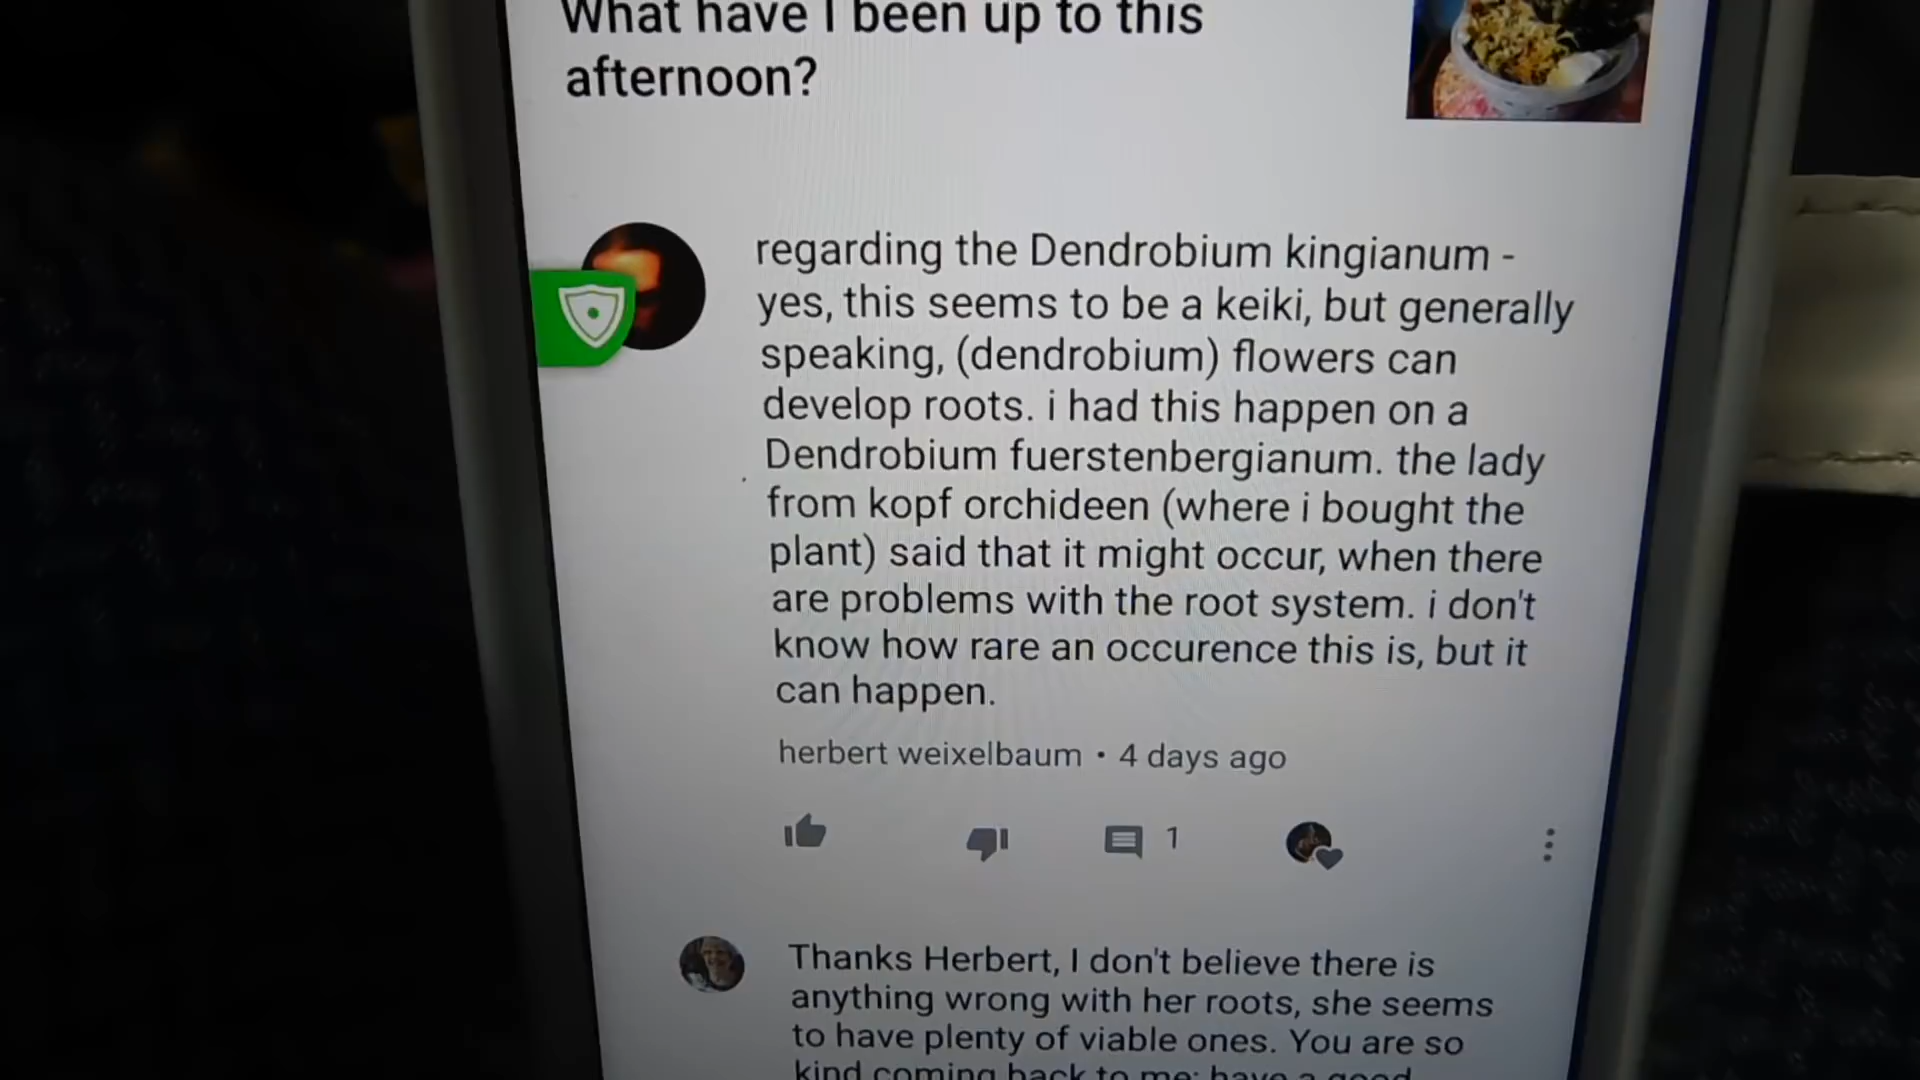 What have I been up to this
afternoon?
regarding the Dendrobium kingianum -
yes, this seems to be a keiki, but generally
speaking, (dendrobium) flowers can
develop roots. i had this happen on a
Dendrobium fuerstenbergianum. the lady
from kopf orchideen (where i bought the
plant) said that it might occur, when there
are problems with the root system. i don't
know how rare an occurence this is, but it
can happen.
herbert weixelbaum • 4 days ago
1
Thanks Herbert, I don't believe there is
anything wrong with her roots, she seems
to have plenty of viable ones. You are so
kind coming back to me; have a good